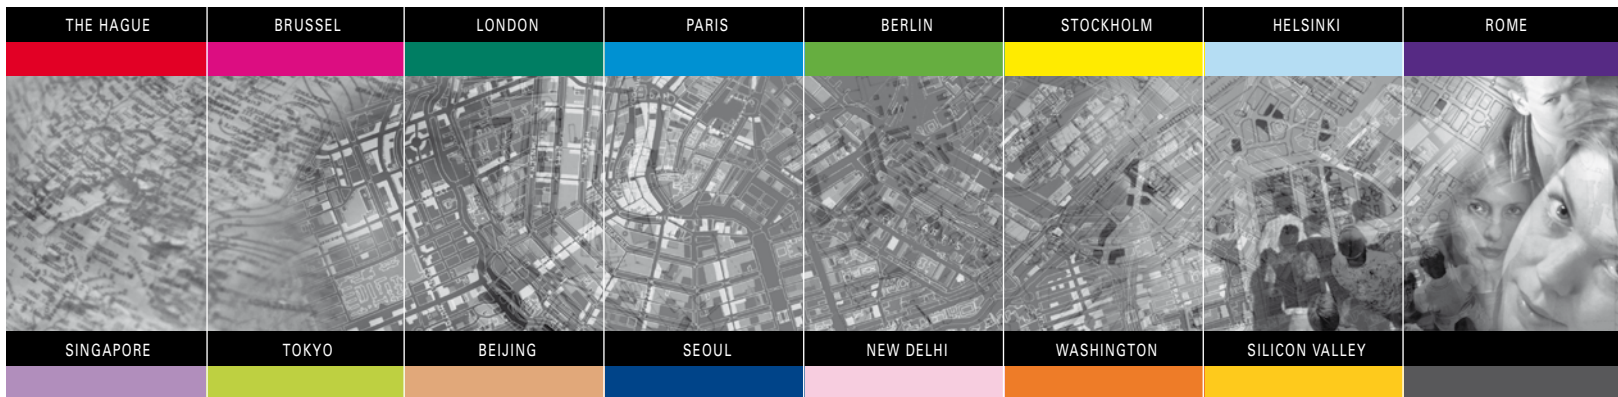 THE HAGUE BRUSSEL LONDON PARIS BERLIN STOCKHOLM HELSINKI ROME
SINGAPORE TOKYO BEIJING SEOUL NEW DELHI WASHINGTON SILICON VALLEY